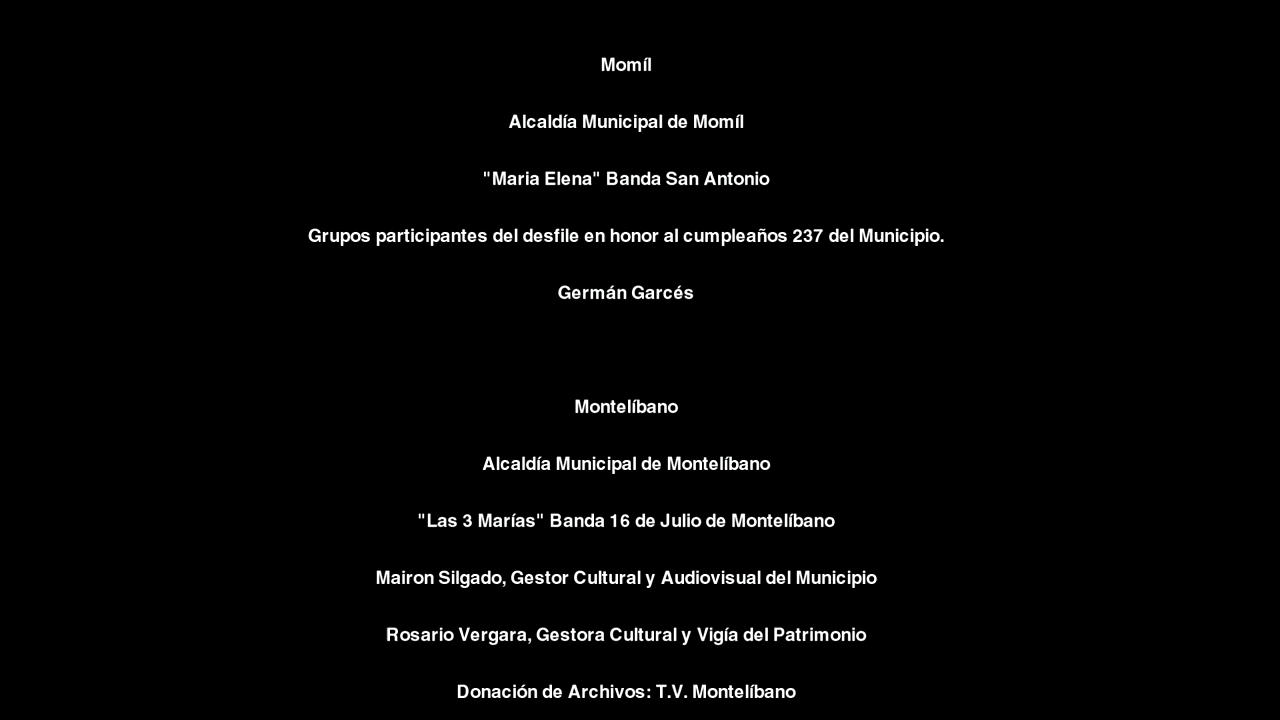 Momíl
Alcaldía Municipal de Momíl
"Maria Elena" Banda San Antonio
Grupos participantes del desfile en honor al cumpleaños 237 del Municipio.
Germán Garcés
Montelíbano
Alcaldía Municipal de Montelíbano
"Las 3 Marías" Banda 16 de Julio de Montelíbano
Mairon Silgado, Gestor Cultural y Audiovisual del Municipio
Rosario Vergara, Gestora Cultural y Vigía del Patrimonio
Donación de Archivos: T.V. Montelíbano